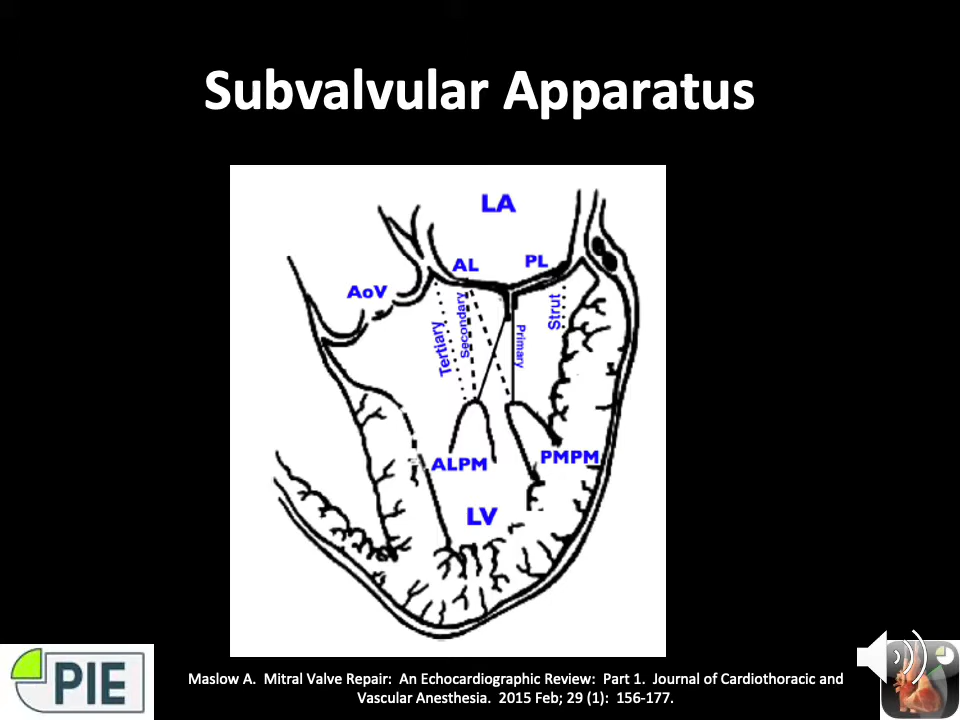 Subvalvular Apparatus
LA
AL
PL
AoV
Tertiary
Secondary
Primary
Strut
ALPM
PMPM
LV
PIE
Maslow A.  Mitral Valve Repair:  An Echocardiographic Review:  Part 1.  Journal of Cardiothoracic and
Vascular Anesthesia.  2015 Feb; 29 (1):  156-177.